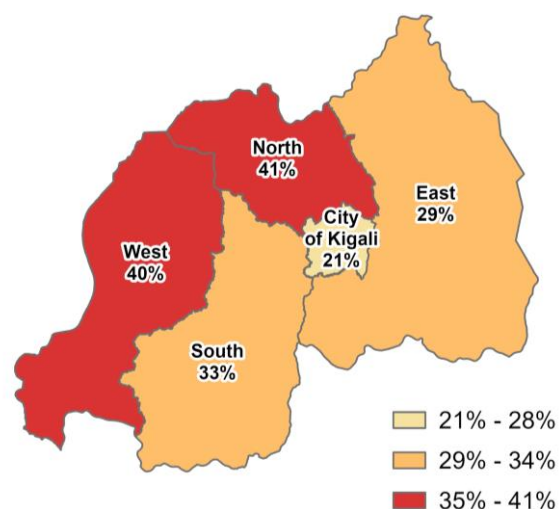 North
41%
East
29%
City
of Kigali
21%
West
40%
South
33%
21% - 28%
29% - 34%
35% - 41%